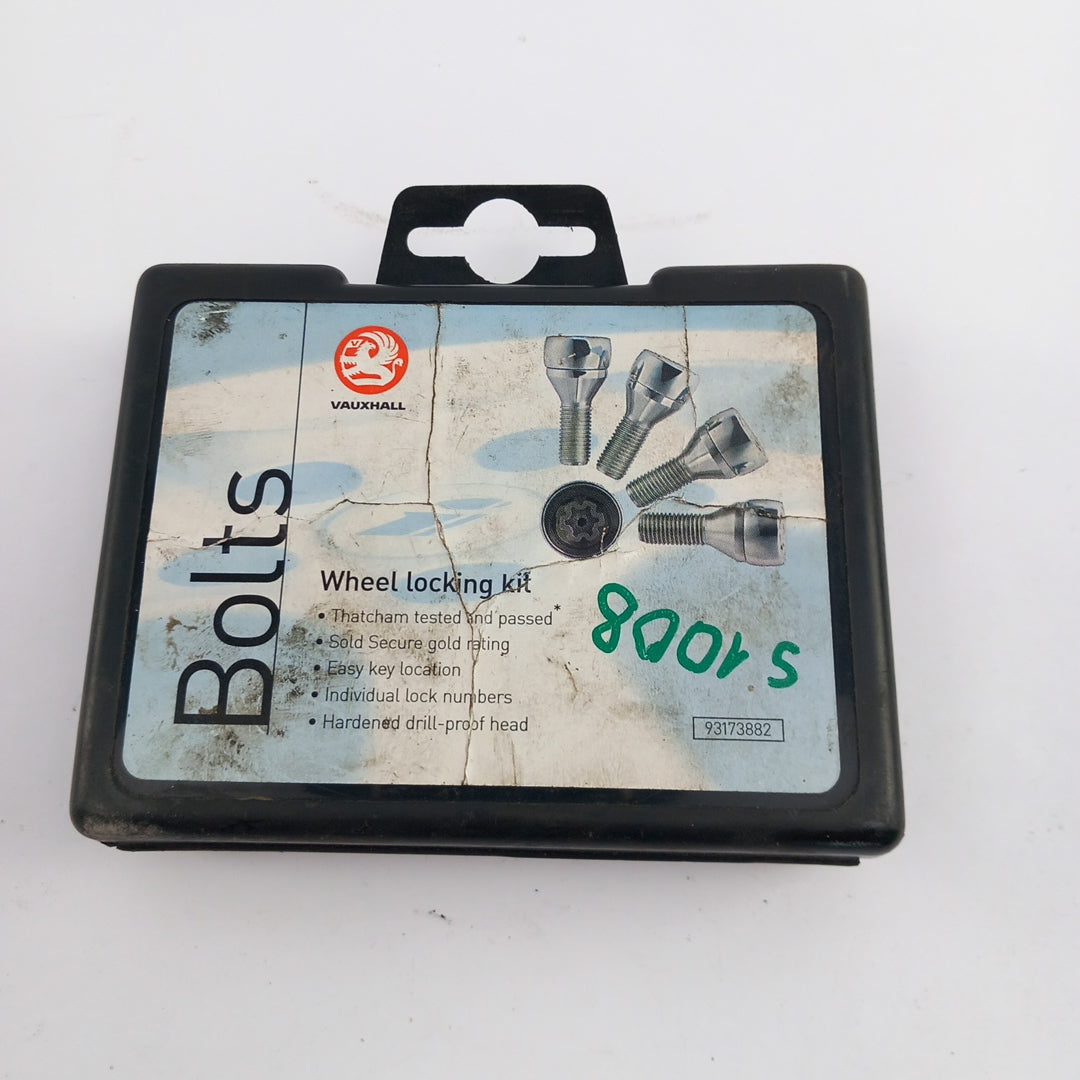 VAUXHALL
Bolts
Wheel locking kit
• Thatcham tested and passed*
• Sold Secure gold rating
• Easy key location
• Individual lock numbers
• Hardened drill-proof head
S 1008
93173882